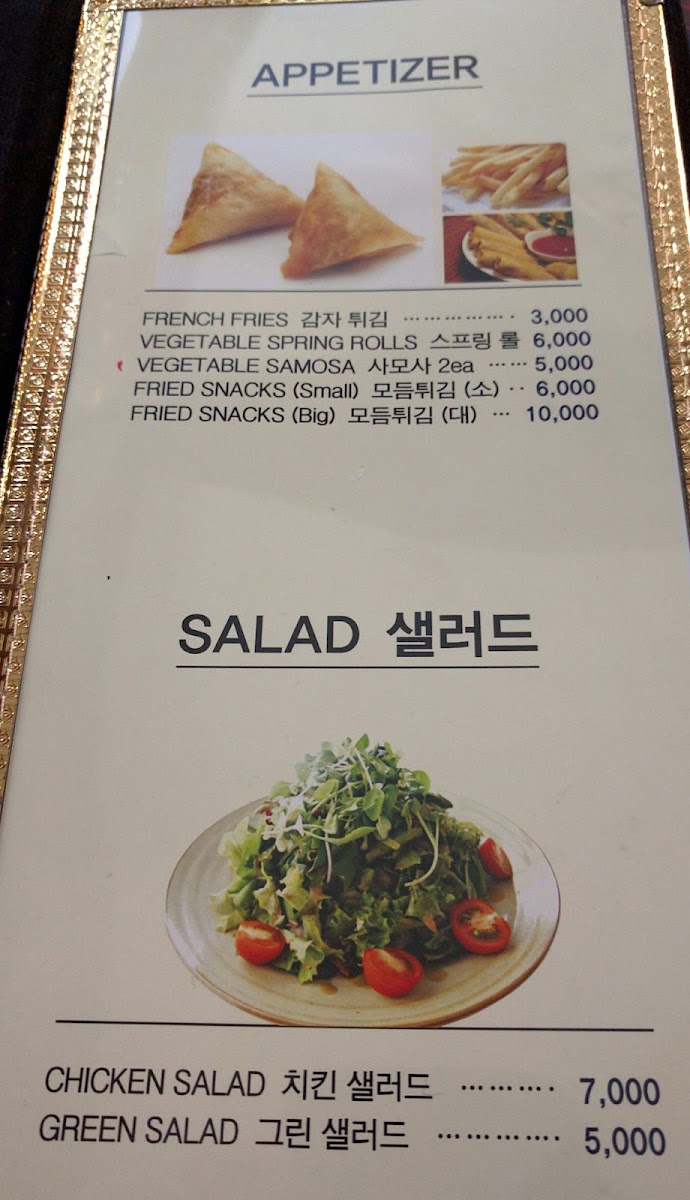 APPETIZER
FRENCH FRIES 감자 튀김 ·············· 3,000
VEGETABLE SPRING ROLLS 스프링 롤 6,000
VEGETABLE SAMOSA 사모사 2ea ······ 5,000
FRIED SNACKS (Small) 모듬튀김 (소) ·· 6,000
FRIED SNACKS (Big) 모듬튀김 (대) ··· 10,000
SALAD 샐러드
CHICKEN SALAD 치킨 샐러드 ·········· 7,000
GREEN SALAD 그린 샐러드 ············· 5,000